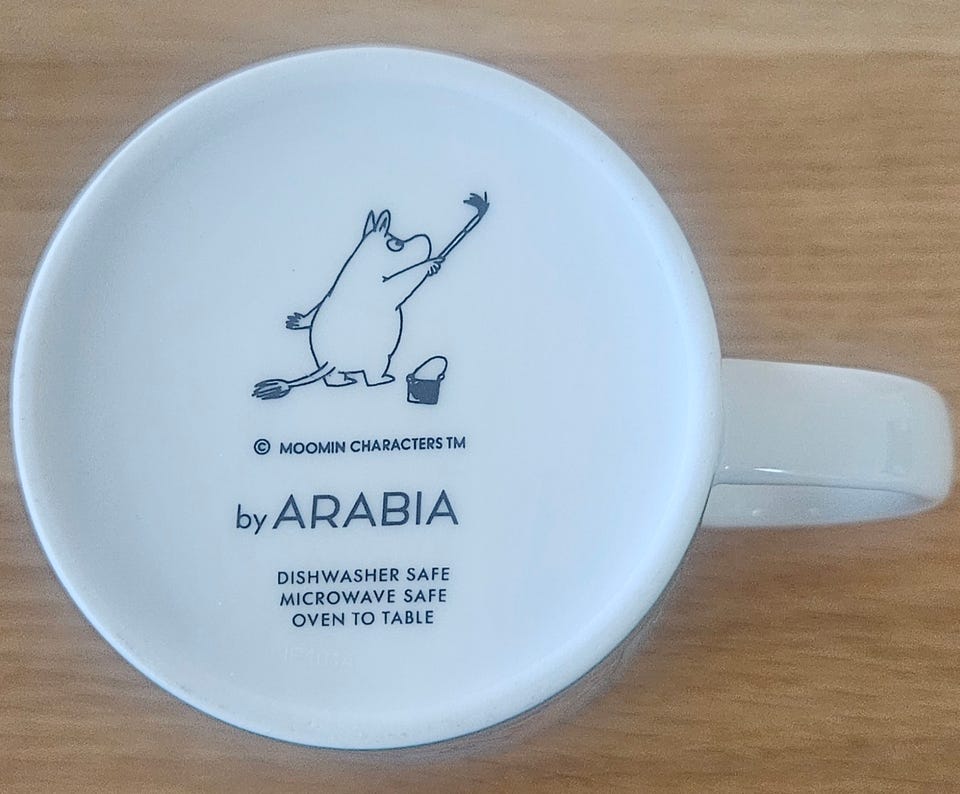 © MOOMIN CHARACTERS TM
by ARABIA
DISHWASHER SAFE
MICROWAVE SAFE
OVEN TO TABLE